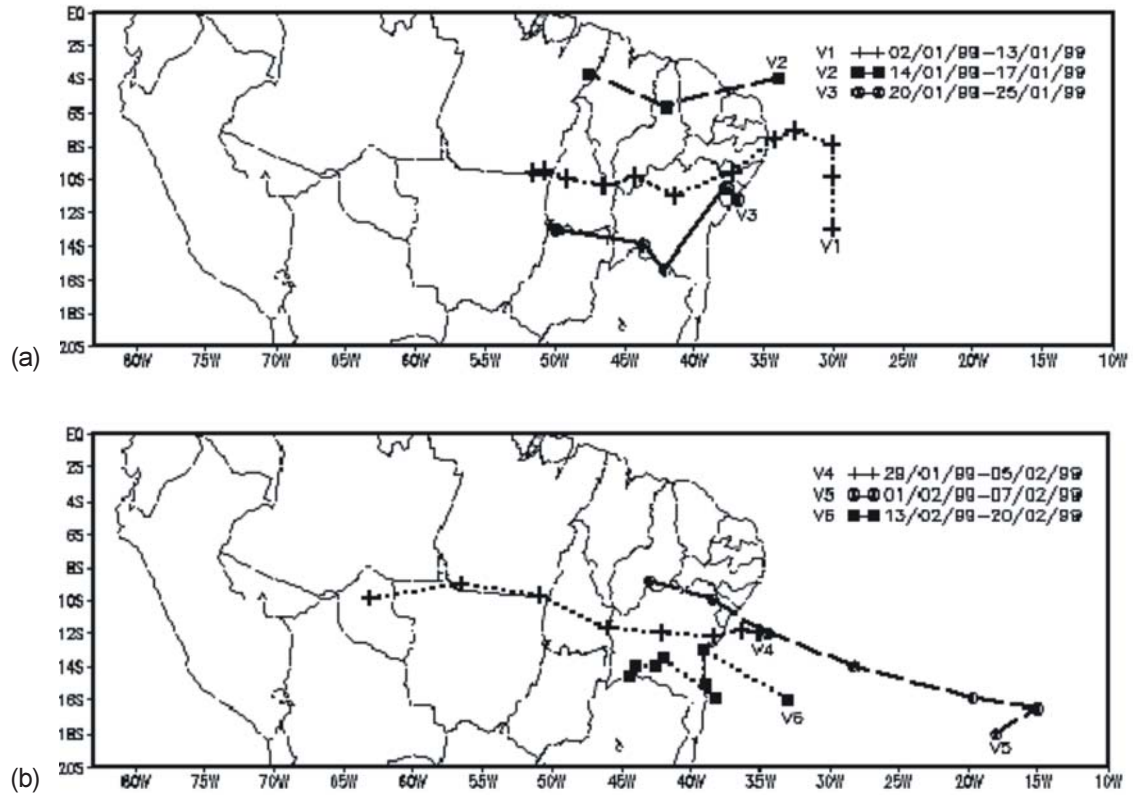 (a)
EQ
2S
4S
6S
8S
10S
12S
14S
16S
18S
20S
80W 75W 70W 65W 60W 55W 50W 45W 40W 35W 30W 25W 20W 15W 10W
V1 02/01/99-13/01/99
V2 14/01/99-17/01/99
V3 20/01/99-25/01/99
V2
V3
V1
(b)
EQ
2S
4S
6S
8S
10S
12S
14S
16S
18S
20S
80W 75W 70W 65W 60W 55W 50W 45W 40W 35W 30W 25W 20W 15W 10W
V4 29/01/99-05/02/99
V5 01/02/99-07/02/99
V6 13/02/99-20/02/99
V4
V6
V5